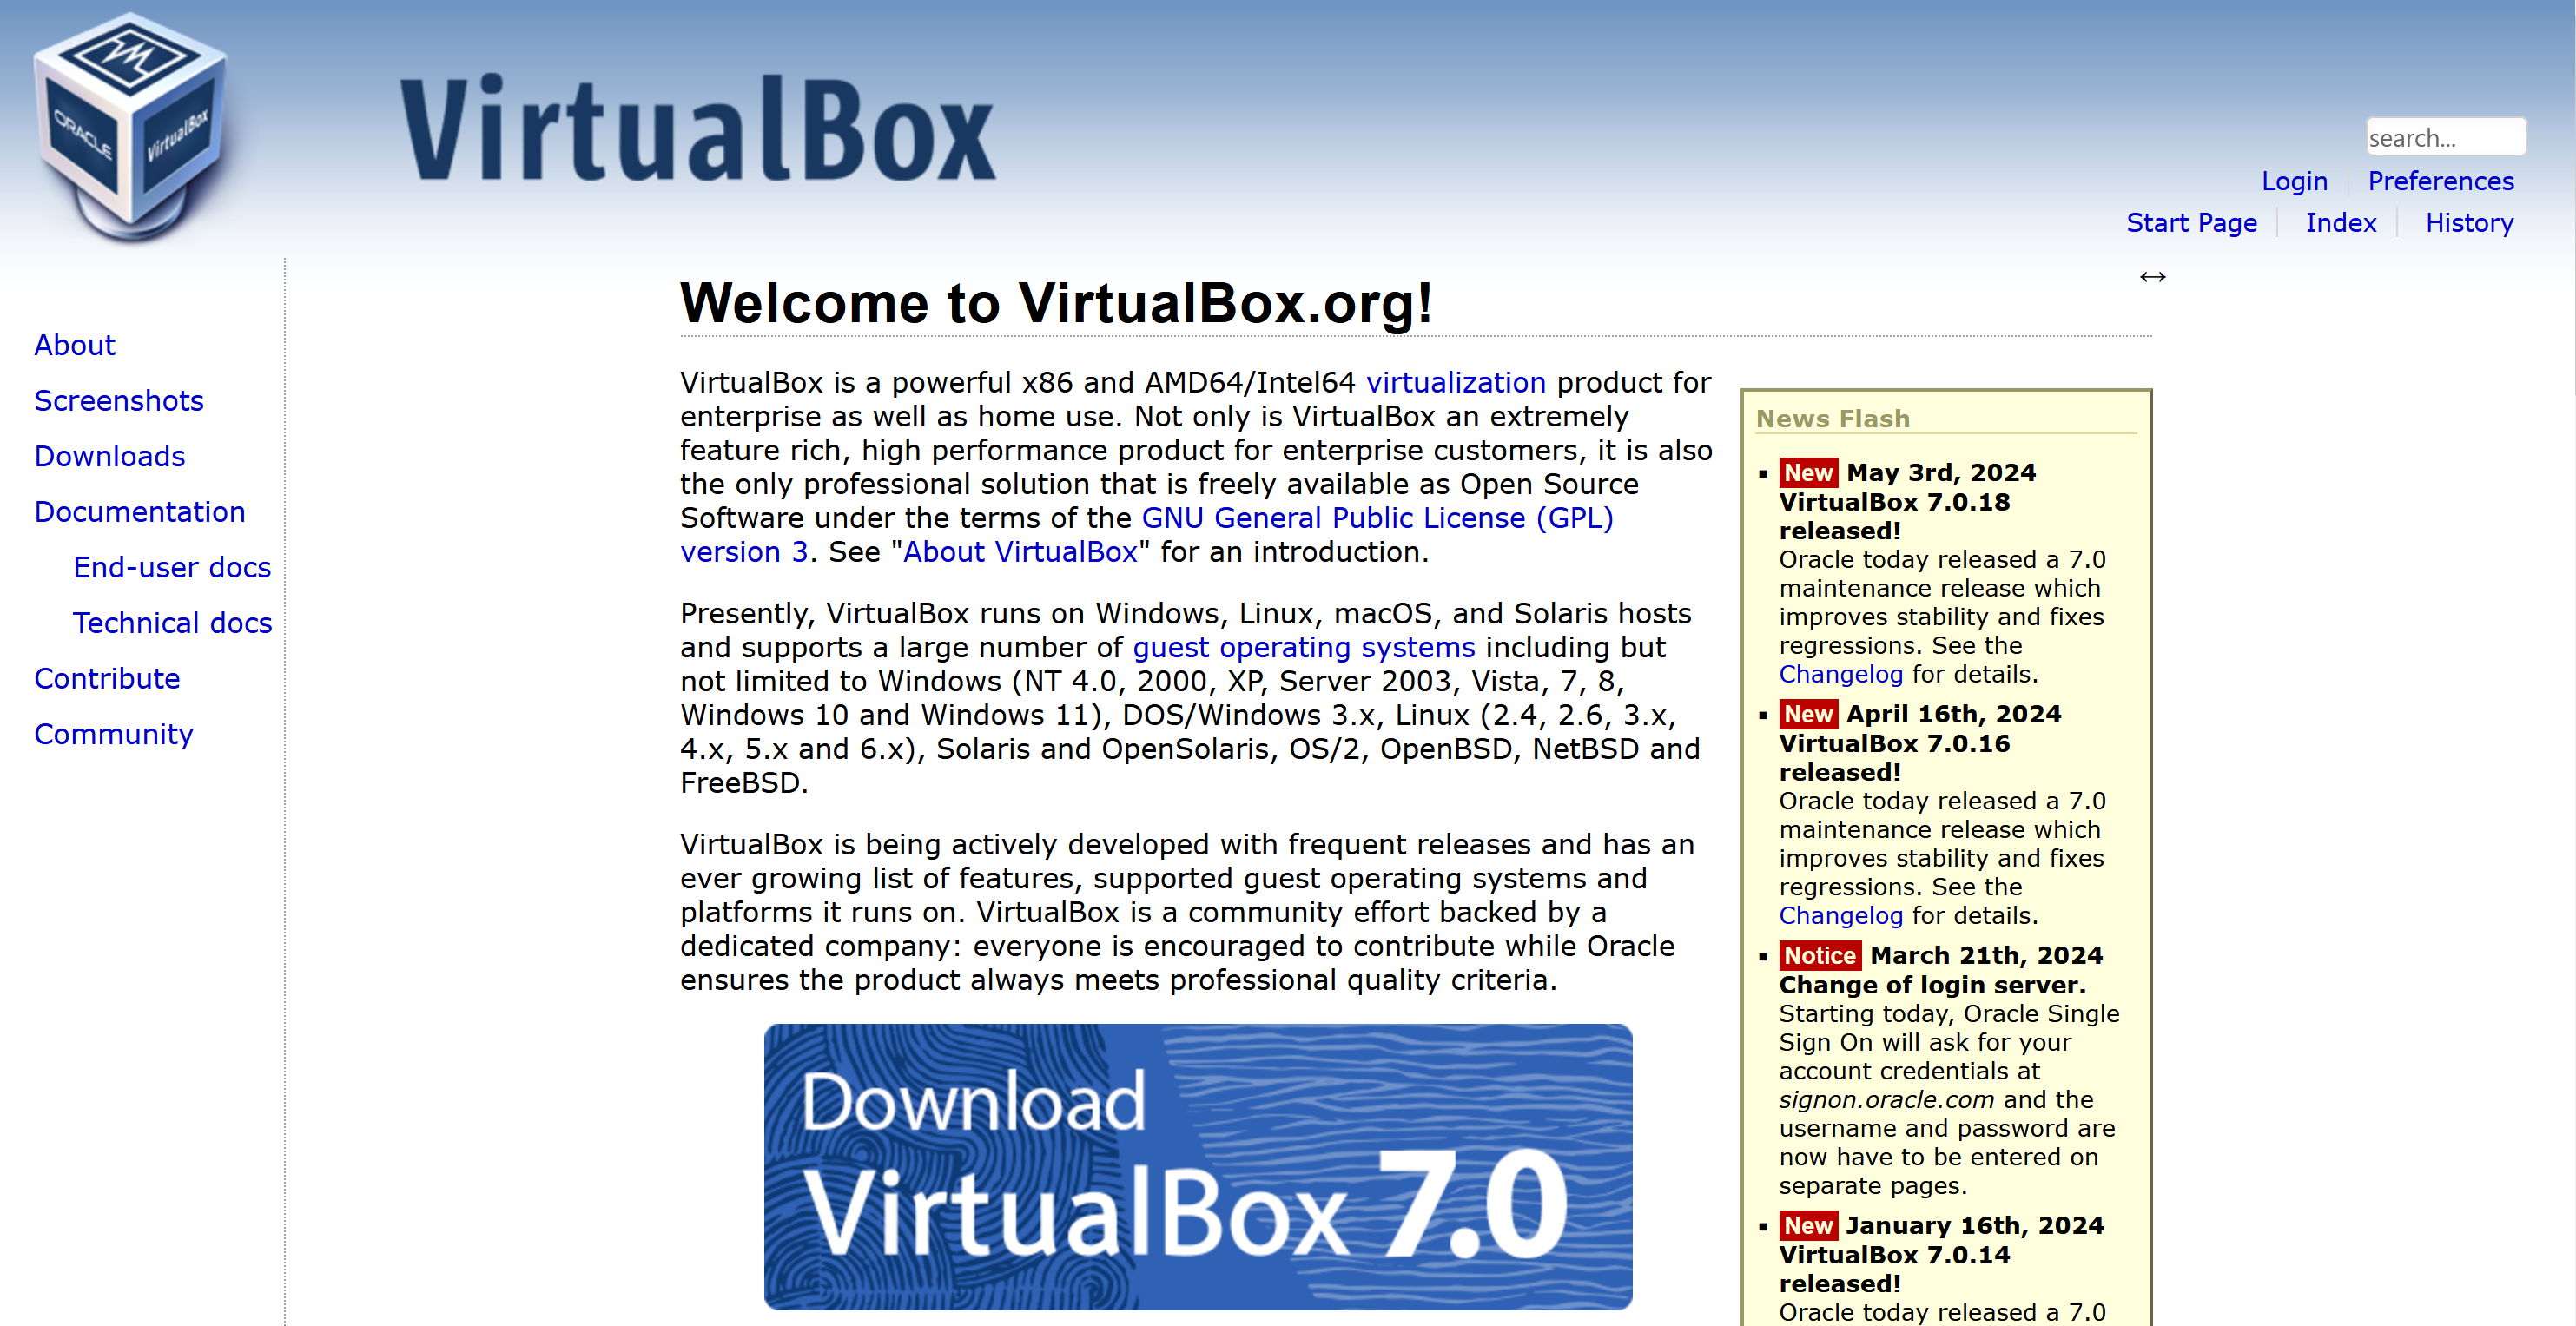 ORACLE
VirtualBox
VirtualBox
search...
Login
Preferences
Start Page
Index
History
About
Screenshots
Downloads
Documentation
End-user docs
Technical docs
Contribute
Community
Welcome to VirtualBox.org!
VirtualBox is a powerful x86 and AMD64/Intel64 virtualization product for
enterprise as well as home use. Not only is VirtualBox an extremely
feature rich, high performance product for enterprise customers, it is also
the only professional solution that is freely available as Open Source
Software under the terms of the GNU General Public License (GPL)
version 3. See "About VirtualBox" for an introduction.
Presently, VirtualBox runs on Windows, Linux, macOS, and Solaris hosts
and supports a large number of guest operating systems including but
not limited to Windows (NT 4.0, 2000, XP, Server 2003, Vista, 7, 8,
Windows 10 and Windows 11), DOS/Windows 3.x, Linux (2.4, 2.6, 3.x,
4.x, 5.x and 6.x), Solaris and OpenSolaris, OS/2, OpenBSD, NetBSD and
FreeBSD.
VirtualBox is being actively developed with frequent releases and has an
ever growing list of features, supported guest operating systems and
platforms it runs on. VirtualBox is a community effort backed by a
dedicated company: everyone is encouraged to contribute while Oracle
ensures the product always meets professional quality criteria.
Download
VirtualBox 7.0
News Flash
New May 3rd, 2024
VirtualBox 7.0.18
released!
Oracle today released a 7.0
maintenance release which
improves stability and fixes
regressions. See the
Changelog for details.
New April 16th, 2024
VirtualBox 7.0.16
released!
Oracle today released a 7.0
maintenance release which
improves stability and fixes
regressions. See the
Changelog for details.
Notice March 21th, 2024
Change of login server.
Starting today, Oracle Single
Sign On will ask for your
account credentials at
signon.oracle.com and the
username and password are
now have to be entered on
separate pages.
New January 16th, 2024
VirtualBox 7.0.14
released!
Oracle today released a 7.0